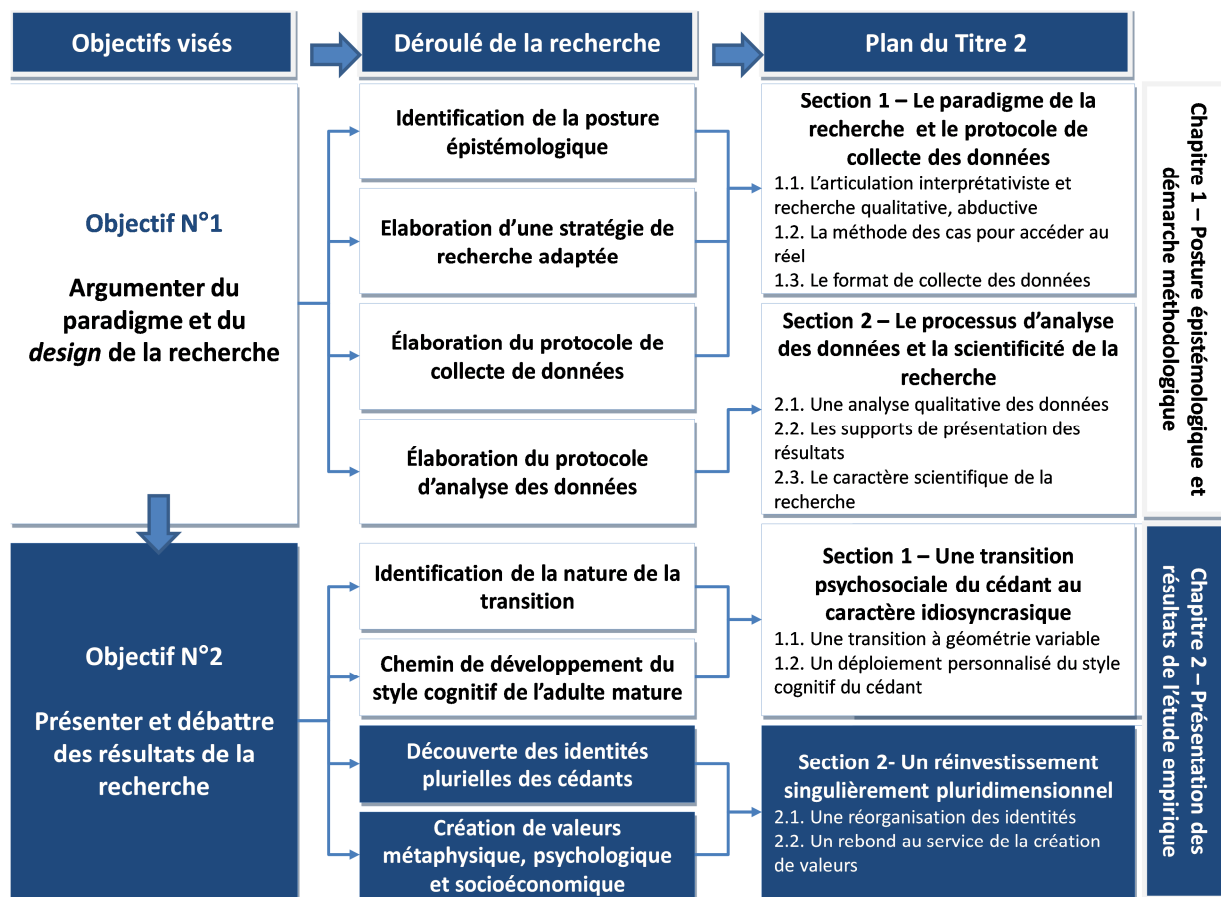 Objectifs visés
Déroulé de la recherche
Plan du Titre 2
Objectif N°1
Argumenter du
paradigme et du
design de la recherche
Identification de la posture
épistémologique
Elaboration d'une stratégie de
recherche adaptée
Élaboration du protocole de
collecte de données
Élaboration du protocole
d'analyse des données
Section 1 – Le paradigme de la
recherche et le protocole de
collecte des données
1.1. L'articulation interprétativiste et
recherche qualitative, abductive
1.2. La méthode des cas pour accéder au
réel
1.3. Le format de collecte des données
Section 2 – Le processus d'analyse
des données et la scientificité de la
recherche
2.1. Une analyse qualitative des données
2.2. Les supports de présentation des
résultats
2.3. Le caractère scientifique de la
recherche
Chapitre 1 – Posture épistémologique et
démarche méthodologique
Objectif N°2
Présenter et débattre
des résultats de la
recherche
Identification de la nature de la
transition
Chemin de développement du
style cognitif de l'adulte mature
Découverte des identités
plurielles des cédants
Création de valeurs
métaphysique, psychologique
et socioéconomique
Section 1 – Une transition
psychosociale du cédant au
caractère idiosyncrasique
1.1. Une transition à géométrie variable
1.2. Un déploiement personnalisé du style
cognitif du cédant
Section 2- Un réinvestissement
singulièrement pluridimensionnel
2.1. Une réorganisation des identités
2.2. Un rebond au service de la création
de valeurs
Chapitre 2 – Présentation des
résultats de l'étude empirique